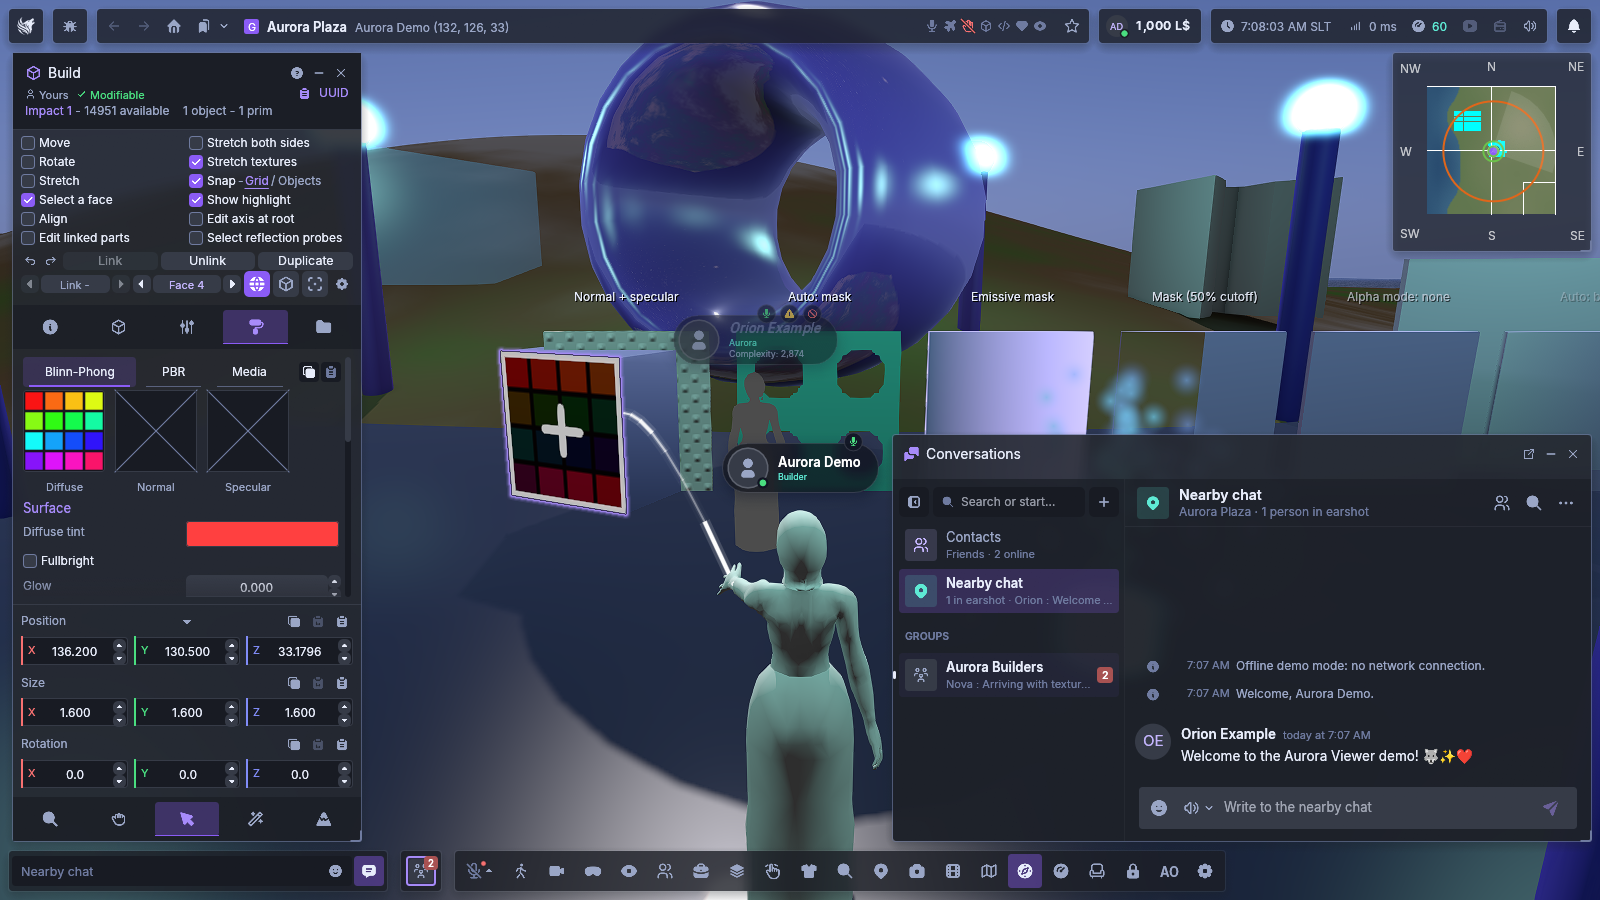 Aurora Plaza Aurora Demo (132, 126, 33)
AD 1,000 L$
7:08:03 AM SLT 0 ms 60
Build
Yours Modifiable
UUID
Impact 1 - 14951 available 1 object - 1 prim
Move
Stretch both sides
Rotate
Stretch textures
Stretch
Snap - Grid / Objects
Select a face
Show highlight
Align
Edit axis at root
Edit linked parts
Select reflection probes
Link
Unlink
Duplicate
Link -
Face 4
Blinn-Phong
PBR
Media
Diffuse
Normal
Specular
Surface
Diffuse tint
Fullbright
Glow
0.000
Position
X 136.200
Y 130.500
Z 33.1796
Size
X 1.600
Y 1.600
Z 1.600
Rotation
X 0.0
Y 0.0
Z 0.0
Nearby chat
2
AO
Normal + specular
Auto: mask
Emissive mask
Mask (50% cutoff)
Alpha mode: none
Orion Example
Aurora
Complexity: 2,874
Aurora Demo
Builder
NW N NE
W E
SW S SE
Conversations
Search or start...
Contacts
Friends · 2 online
Nearby chat
1 in earshot · Orion : Welcome ...
GROUPS
Aurora Builders
Nova : Arriving with textur...
2
Nearby chat
Aurora Plaza · 1 person in earshot
7:07 AM Offline demo mode: no network connection.
7:07 AM Welcome, Aurora Demo.
OE
Orion Example today at 7:07 AM
Welcome to the Aurora Viewer demo! 🐺✨❤️
Write to the nearby chat